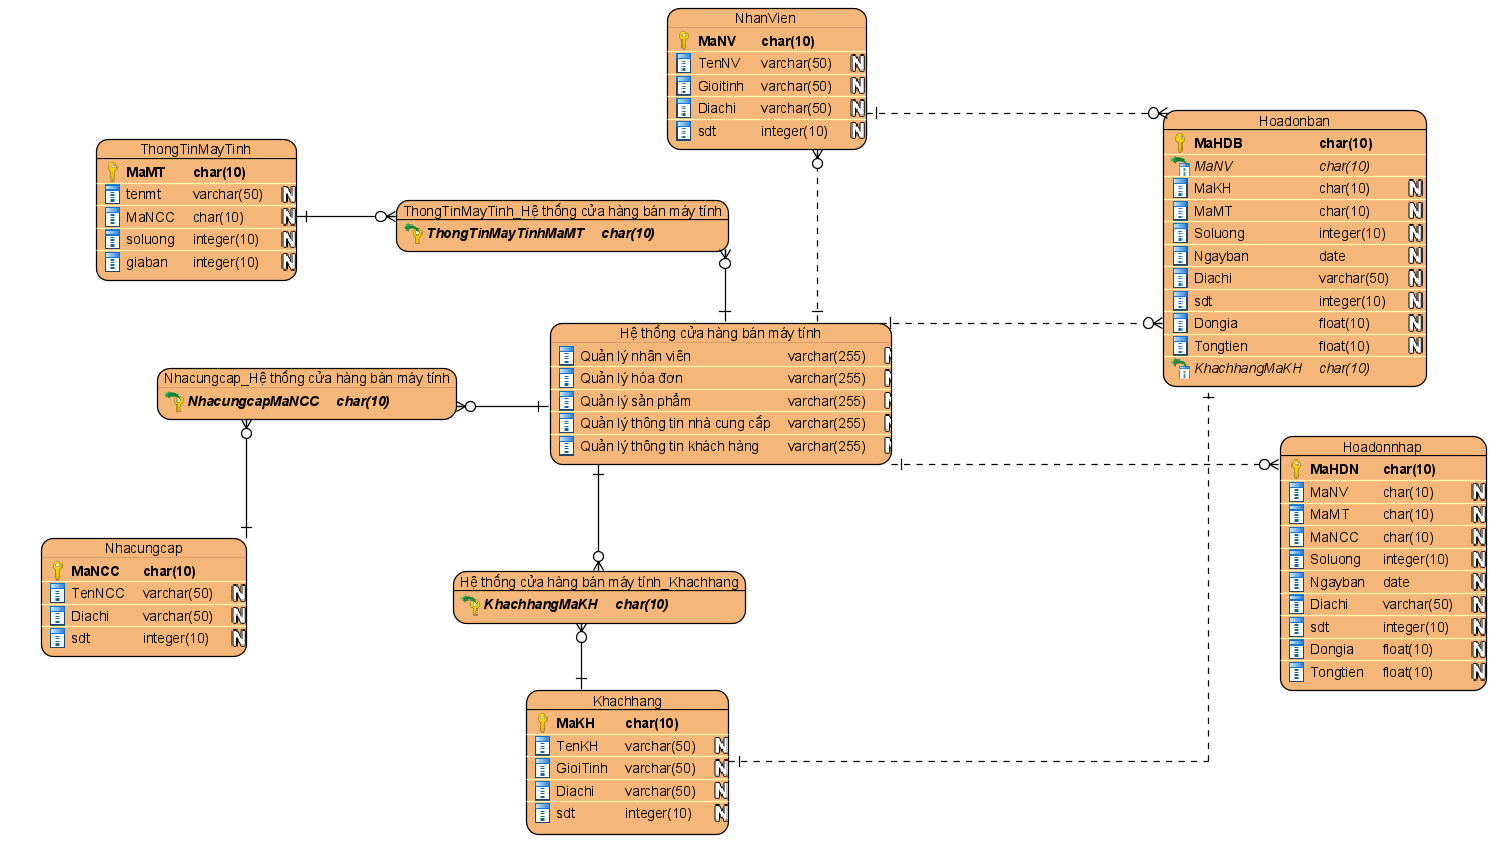 NhanVien
MaNV char(10)
TenNV varchar(50) N
Gioitinh varchar(50) N
Diachi varchar(50) N
sdt integer(10) N
ThongTinMayTinh
MaMT char(10)
tenmt varchar(50) N
MaNCC char(10) N
soluong integer(10) N
giaban integer(10) N
ThongTinMayTinh_Hệ thống cửa hàng bán máy tính
ThongTinMayTinhMaMT char(10)
Hoadonban
MaHDB char(10)
MaNV char(10)
MaKH char(10) N
MaMT char(10) N
Soluong integer(10) N
Ngayban date N
Diachi varchar(50) N
sdt integer(10) N
Dongia float(10) N
Tongtien float(10) N
KhachhangMaKH char(10)
Hệ thống cửa hàng bán máy tính
Quản lý nhân viên varchar(255) N
Quản lý hóa đơn varchar(255) N
Quản lý sản phẩm varchar(255) N
Quản lý thông tin nhà cung cấp varchar(255) N
Quản lý thông tin khách hàng varchar(255) N
Nhacungcap_Hệ thống cửa hàng bán máy tính
NhacungcapMaNCC char(10)
Hoadonnhap
MaHDN char(10)
MaNV char(10) N
MaMT char(10) N
MaNCC char(10) N
Soluong integer(10) N
Ngayban date N
Diachi varchar(50) N
sdt integer(10) N
Dongia float(10) N
Tongtien float(10) N
Nhacungcap
MaNCC char(10)
TenNCC varchar(50) N
Diachi varchar(50) N
sdt integer(10) N
Hệ thống cửa hàng bán máy tính_Khachhang
KhachhangMaKH char(10)
Khachhang
MaKH char(10)
TenKH varchar(50) N
GioiTinh varchar(50) N
Diachi varchar(50) N
sdt integer(10) N